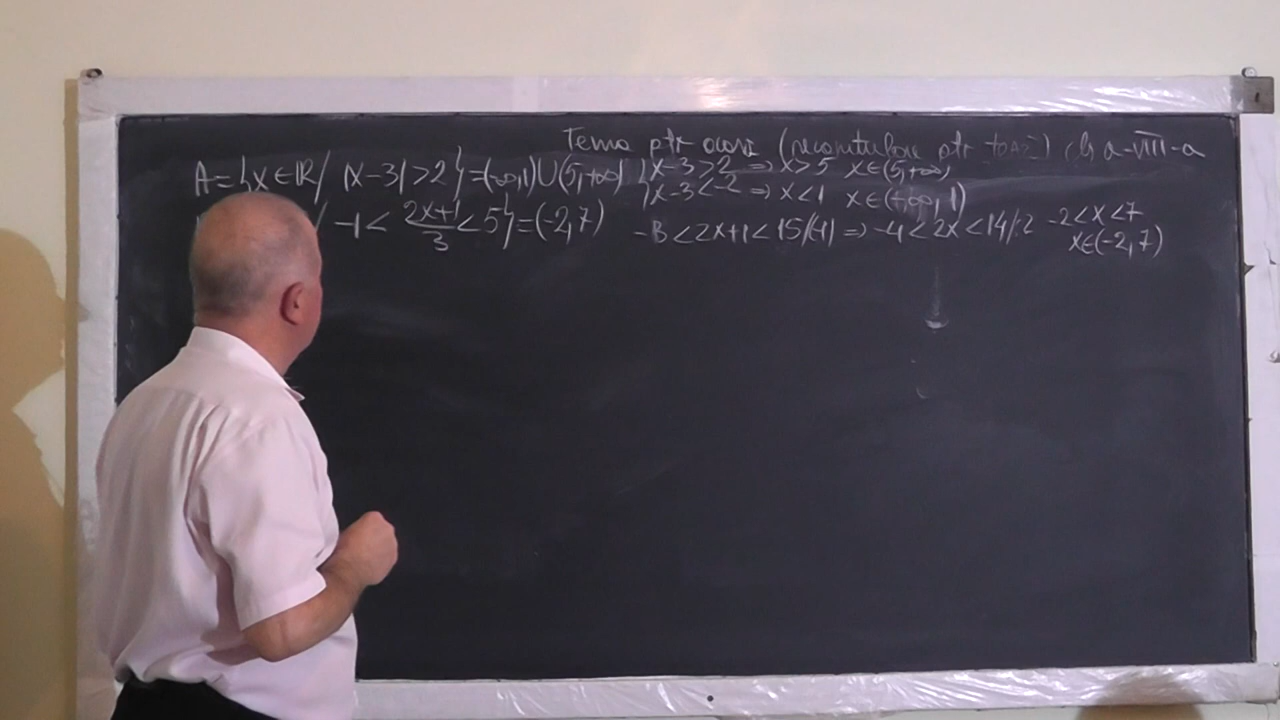 Tema ptr acasă (recapitulare ptr teză) cls a-VIII-a
A={x∈ℝ/ |x-3|>2}=(-∞,1)∪(5,+∞) {x-3>2 ⇒ x>5 x∈(5,+∞)
{x-3<-2 ⇒ x<1 x∈(-∞,1)
/ -1< (2x+1)/3 <5}=(-2,7) -3<2x+1<15/(-1) ⇒ -4<2x<14/:2 -2<x<7
x∈(-2,7)